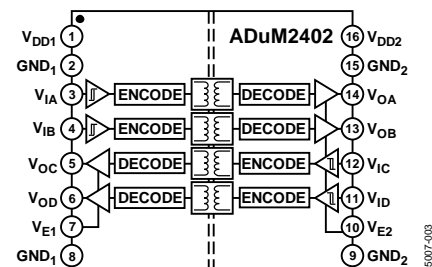 ADuM2402
VDD1 1 16 VDD2
GND1 2 15 GND2
VIA 3 ENCODE DECODE 14 VOA
VIB 4 ENCODE DECODE 13 VOB
VOC 5 DECODE ENCODE 12 VIC
VOD 6 DECODE ENCODE 11 VID
VE1 7 10 VE2
GND1 8 9 GND2
5007-003